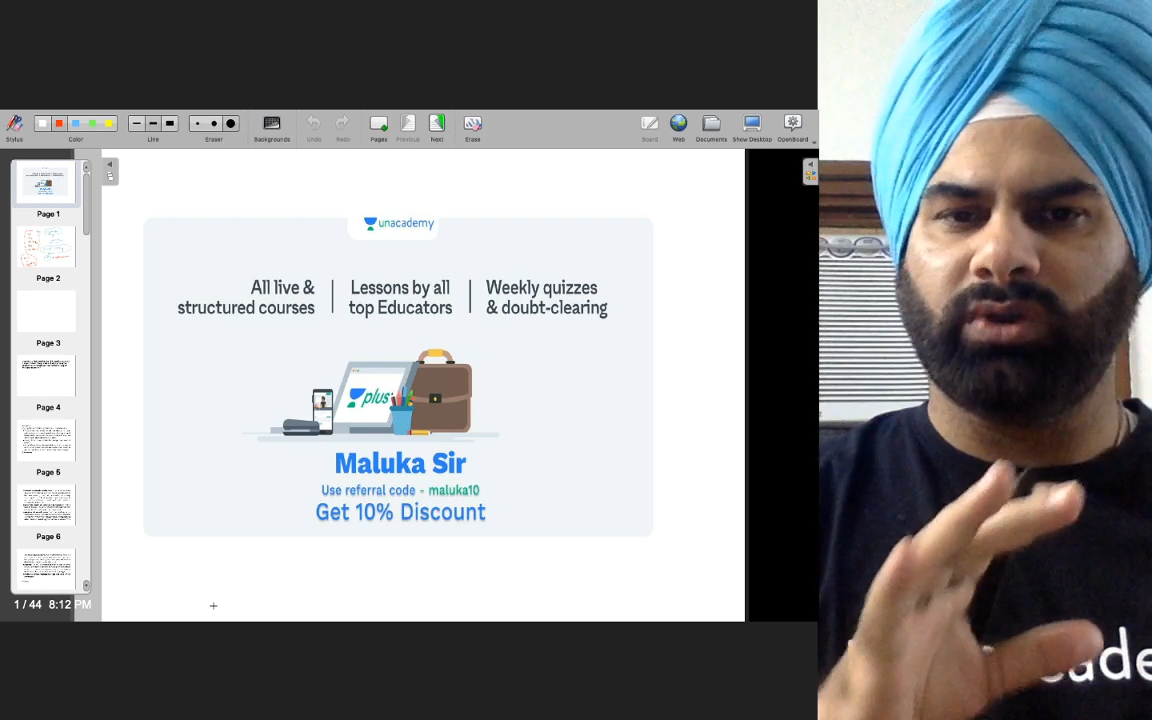 Stylus
Color
Line
Eraser
Backgrounds
Undo
Redo
Pages
Previous
Next
Erase
Board
Web
Documents
Show Desktop
OpenBoard
Page 1
Page 2
Page 3
Page 4
Page 5
Page 6
1 / 44 8:12 PM
unacademy
All live &
structured courses
Lessons by all
top Educators
Weekly quizzes
& doubt-clearing
plus
Maluka Sir
Use referral code - maluka10
Get 10% Discount